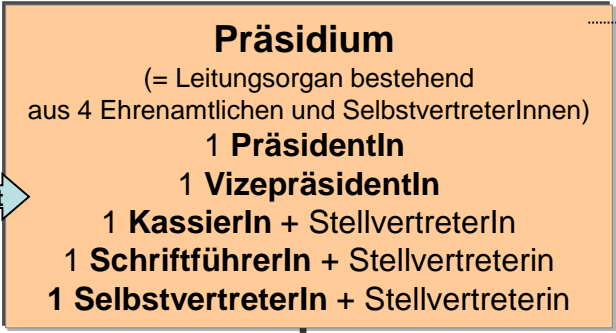 Präsidium
(= Leitungsorgan bestehend
aus 4 Ehrenamtlichen und SelbstvertreterInnen)
1 PräsidentIn
1 VizepräsidentIn
1 KassierIn + StellvertreterIn
1 SchriftführerIn + Stellvertreterin
1 SelbstvertreterIn + Stellvertreterin